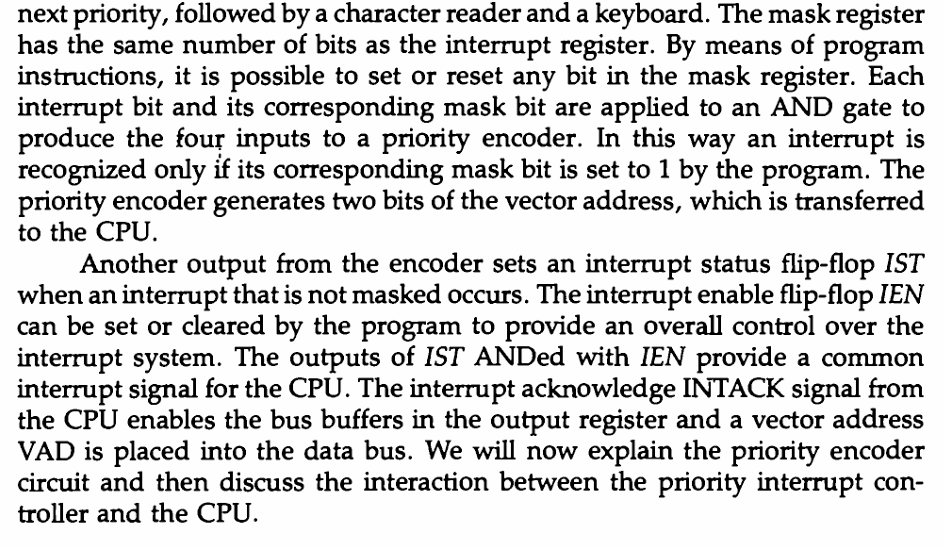 next priority, followed by a character reader and a keyboard. The mask register
has the same number of bits as the interrupt register. By means of program
instructions, it is possible to set or reset any bit in the mask register. Each
interrupt bit and its corresponding mask bit are applied to an AND gate to
produce the four inputs to a priority encoder. In this way an interrupt is
recognized only if its corresponding mask bit is set to 1 by the program. The
priority encoder generates two bits of the vector address, which is transferred
to the CPU.
Another output from the encoder sets an interrupt status flip-flop IST
when an interrupt that is not masked occurs. The interrupt enable flip-flop IEN
can be set or cleared by the program to provide an overall control over the
interrupt system. The outputs of IST ANDed with IEN provide a common
interrupt signal for the CPU. The interrupt acknowledge INTACK signal from
the CPU enables the bus buffers in the output register and a vector address
VAD is placed into the data bus. We will now explain the priority encoder
circuit and then discuss the interaction between the priority interrupt con-
troller and the CPU.